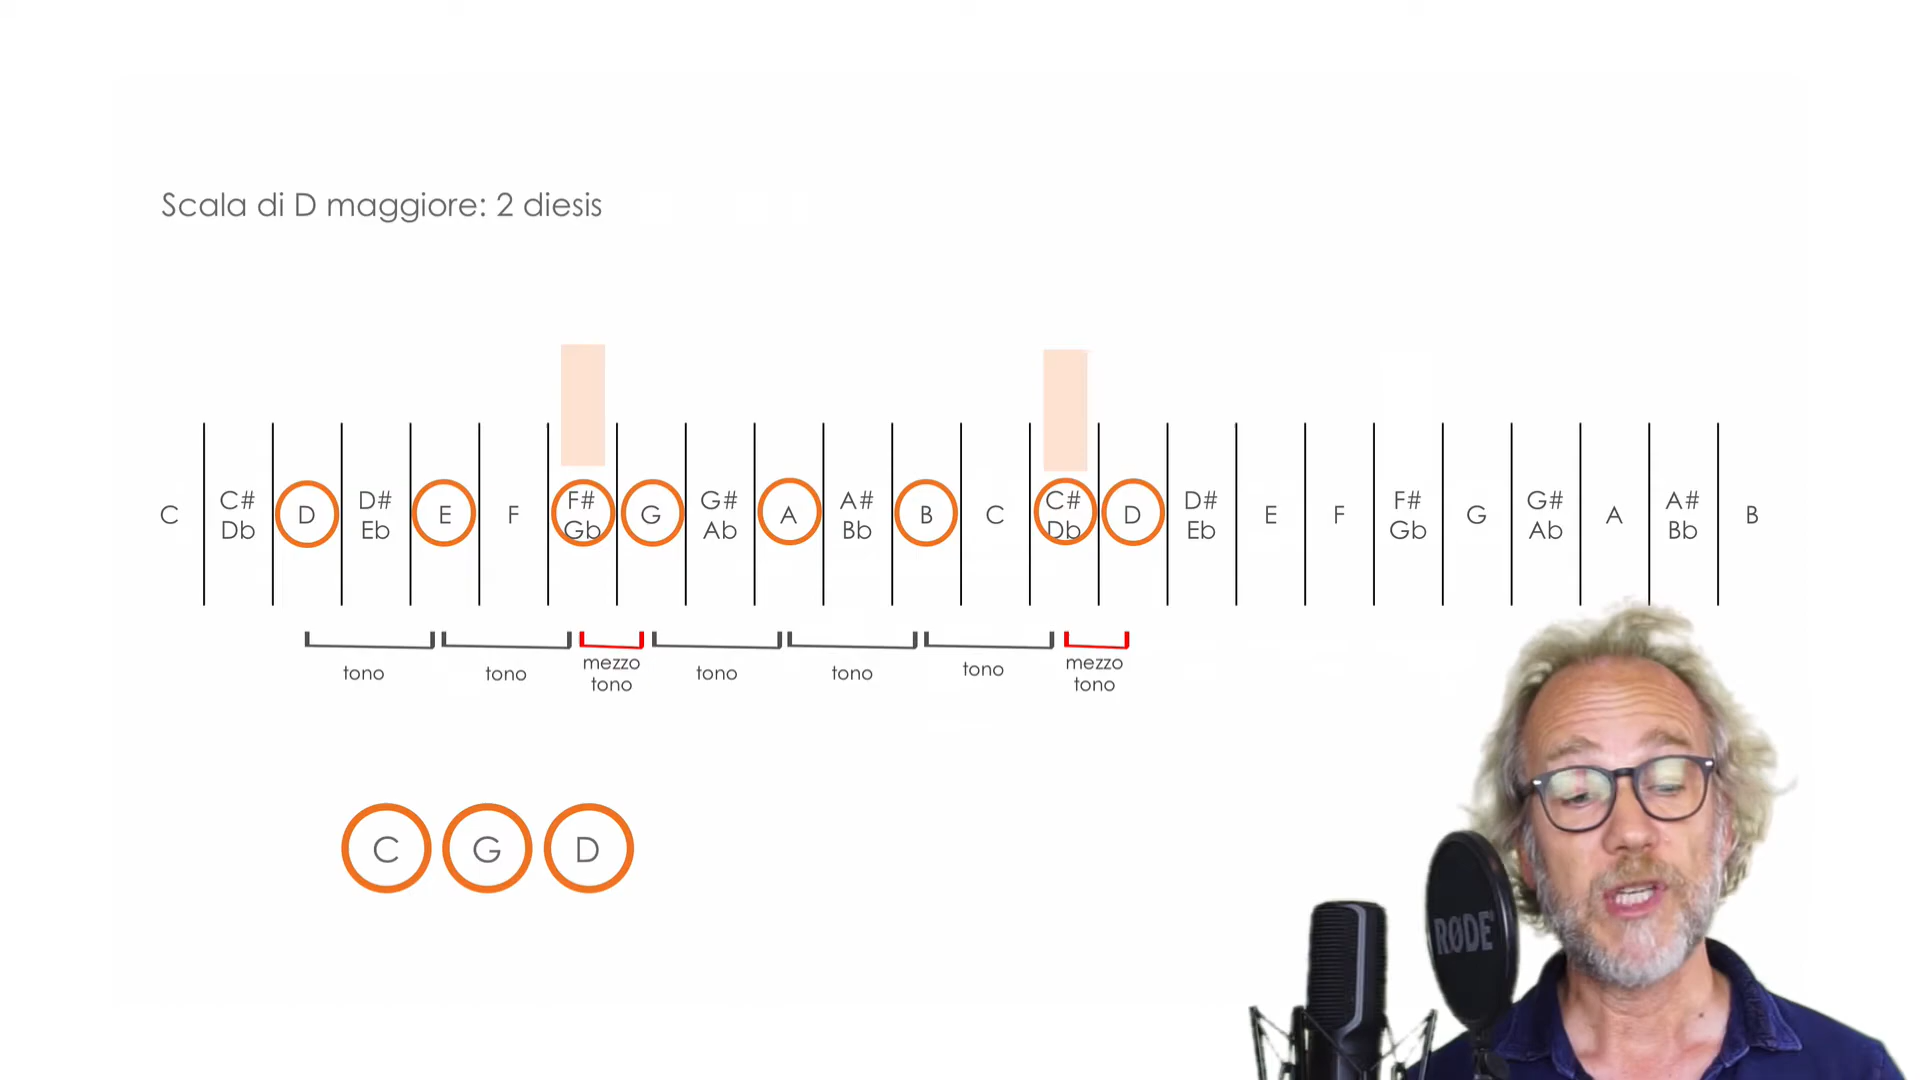 Scala di D maggiore: 2 diesis
C C# D D# E F F# G G# A A# B C C# D D# E F F# G G# A A# B
Db Eb Gb Ab Bb Db Eb Gb Ab Bb
tono tono mezzo tono tono tono tono mezzo tono
C G D
RØDE